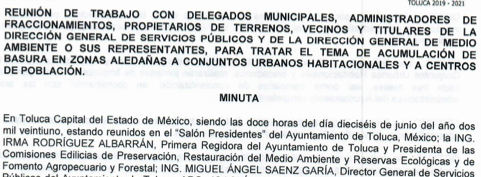 TOLUCA 2019 - 2021
REUNIÓN DE TRABAJO CON DELEGADOS MUNICIPALES, ADMINISTRADORES DE
FRACCIONAMIENTOS, PROPIETARIOS DE TERRENOS, VECINOS Y TITULARES DE LA
DIRECCIÓN GENERAL DE SERVICIOS PÚBLICOS Y DE LA DIRECCIÓN GENERAL DE MEDIO
AMBIENTE O SUS REPRESENTANTES, PARA TRATAR EL TEMA DE ACUMULACIÓN DE
BASURA EN ZONAS ALEDAÑAS A CONJUNTOS URBANOS HABITACIONALES Y A CENTROS
DE POBLACIÓN.
MINUTA
En Toluca Capital del Estado de México, siendo las doce horas del día dieciséis de junio del año dos
mil veintiuno, estando reunidos en el “Salón Presidentes” del Ayuntamiento de Toluca, México; la ING.
IRMA RODRÍGUEZ ALBARRÁN, Primera Regidora del Ayuntamiento de Toluca y Presidenta de las
Comisiones Edilicias de Preservación, Restauración del Medio Ambiente y Reservas Ecológicas y de
Fomento Agropecuario y Forestal; ING. MIGUEL ÁNGEL SAENZ GARÍA, Director General de Servicios